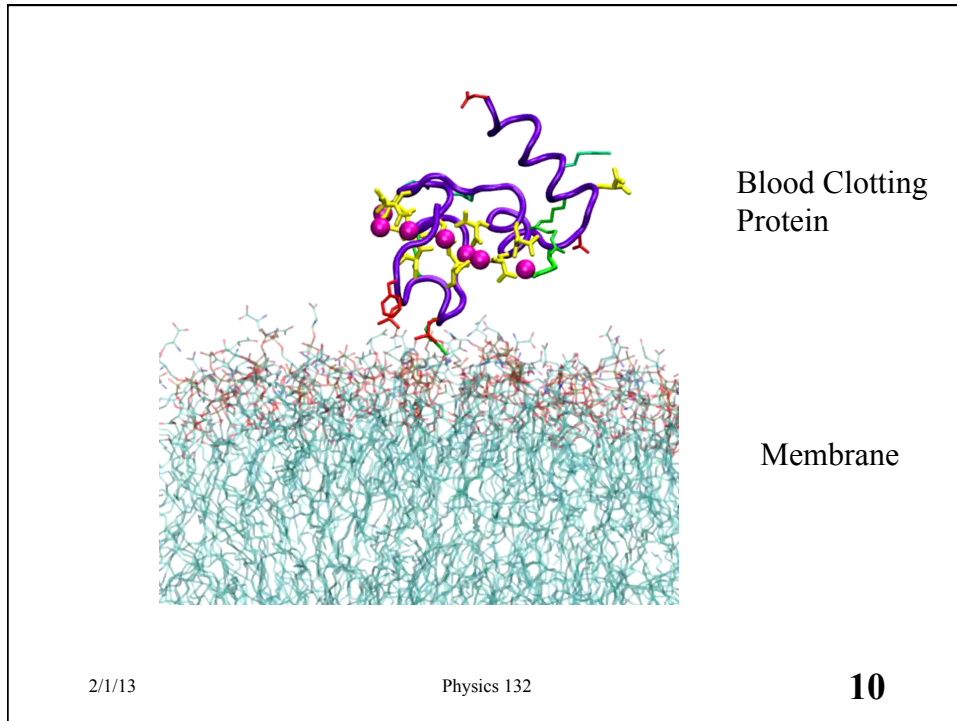 Blood Clotting
Protein
Membrane
2/1/13
Physics 132
10